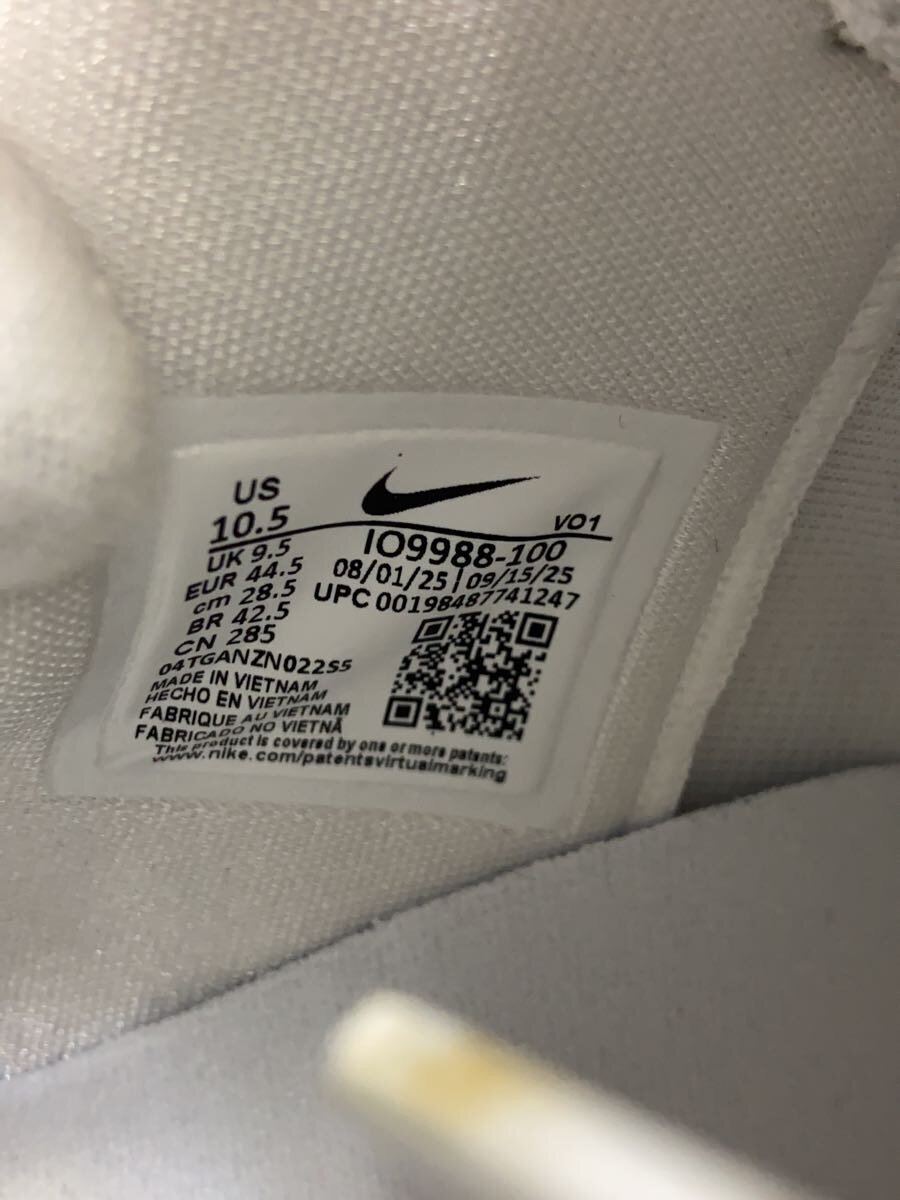 US
10.5
VO1
UK 9.5
EUR 44.5
cm 28.5
BR 42.5
CN 285
IO9988-100
08/01/25 | 09/15/25
UPC 00198487741247
04TGANZN022S5
MADE IN VIETNAM
HECHO EN VIETNAM
FABRIQUE AU VIETNAM
FABRICADO NO VIETNÃ
This product is covered by one or more patents:
www.nike.com/patentsvirtualmarking